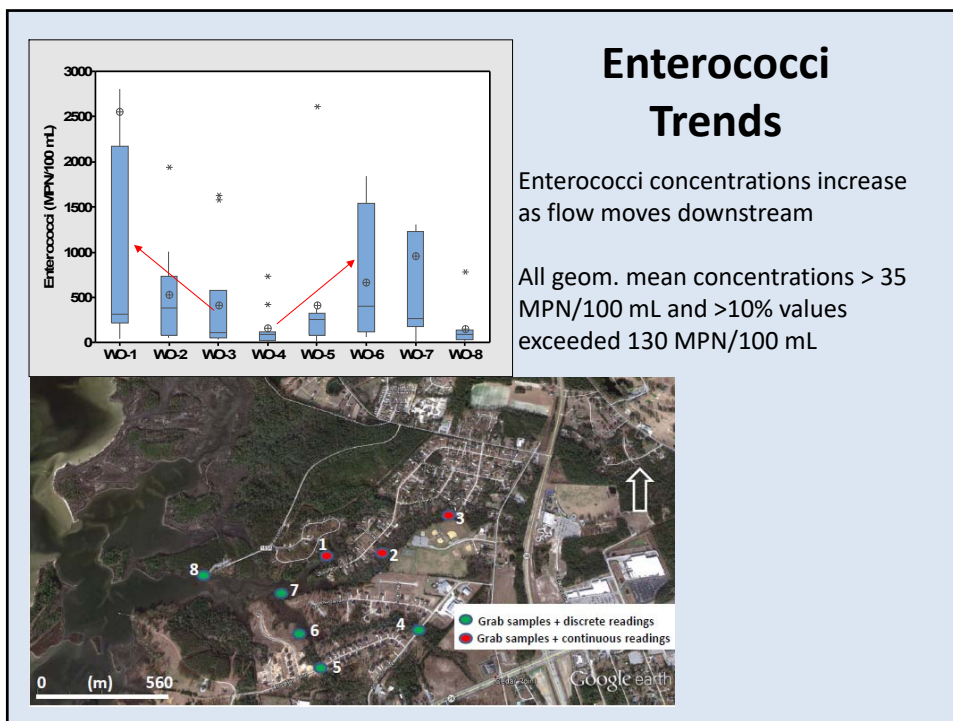 Enterococci
Trends
Enterococci concentrations increase
as flow moves downstream
All geom. mean concentrations > 35
MPN/100 mL and >10% values
exceeded 130 MPN/100 mL
Enterococci (MPN/100 mL)
3000
2500
2000
1500
1000
500
0
WO-1 WO-2 WO-3 WO-4 WO-5 WO-6 WO-7 WO-8
3
1
2
8
7
6
4
5
Grab samples + discrete readings
Grab samples + continuous readings
0 (m) 560
Google earth